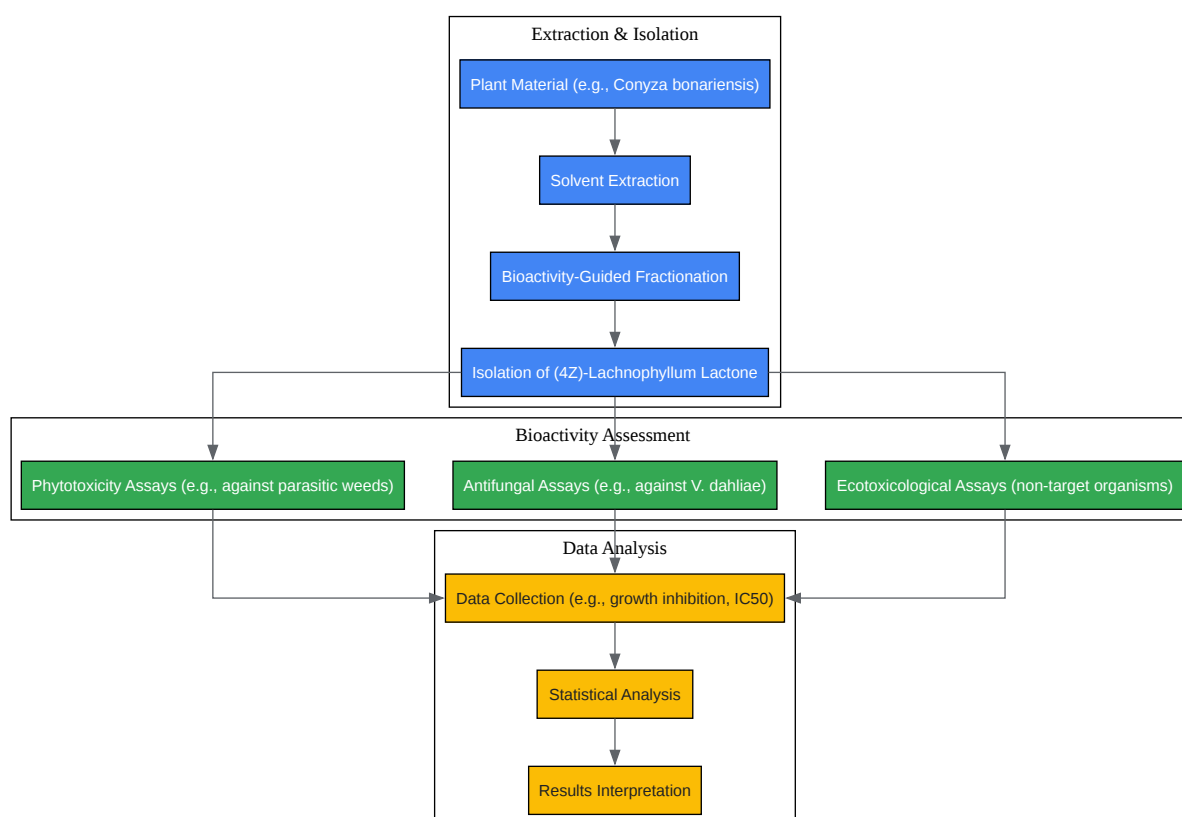 Extraction & Isolation
Plant Material (e.g., Conyza bonariensis)
Solvent Extraction
Bioactivity-Guided Fractionation
Isolation of (4Z)-Lachnophyllum Lactone
Bioactivity Assessment
Phytotoxicity Assays (e.g., against parasitic weeds)
Antifungal Assays (e.g., against V. dahliae)
Ecotoxicological Assays (non-target organisms)
Data Analysis
Data Collection (e.g., growth inhibition, IC50)
Statistical Analysis
Results Interpretation